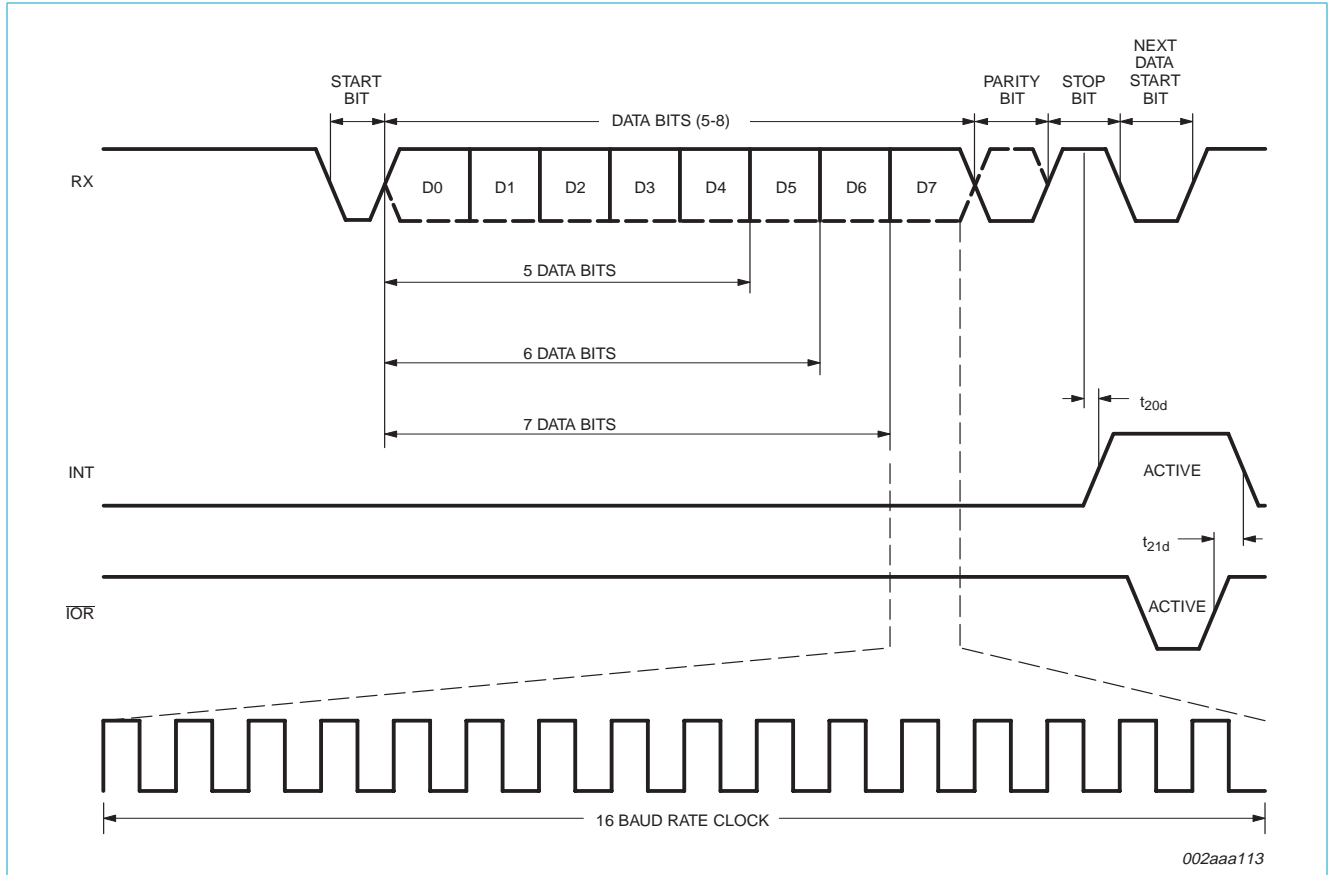 START
BIT
DATA BITS (5-8)
PARITY
BIT
STOP
BIT
NEXT
DATA
START
BIT
RX
D0
D1
D2
D3
D4
D5
D6
D7
5 DATA BITS
6 DATA BITS
7 DATA BITS
t20d
INT
ACTIVE
t21d
IOR
ACTIVE
16 BAUD RATE CLOCK
002aaa113